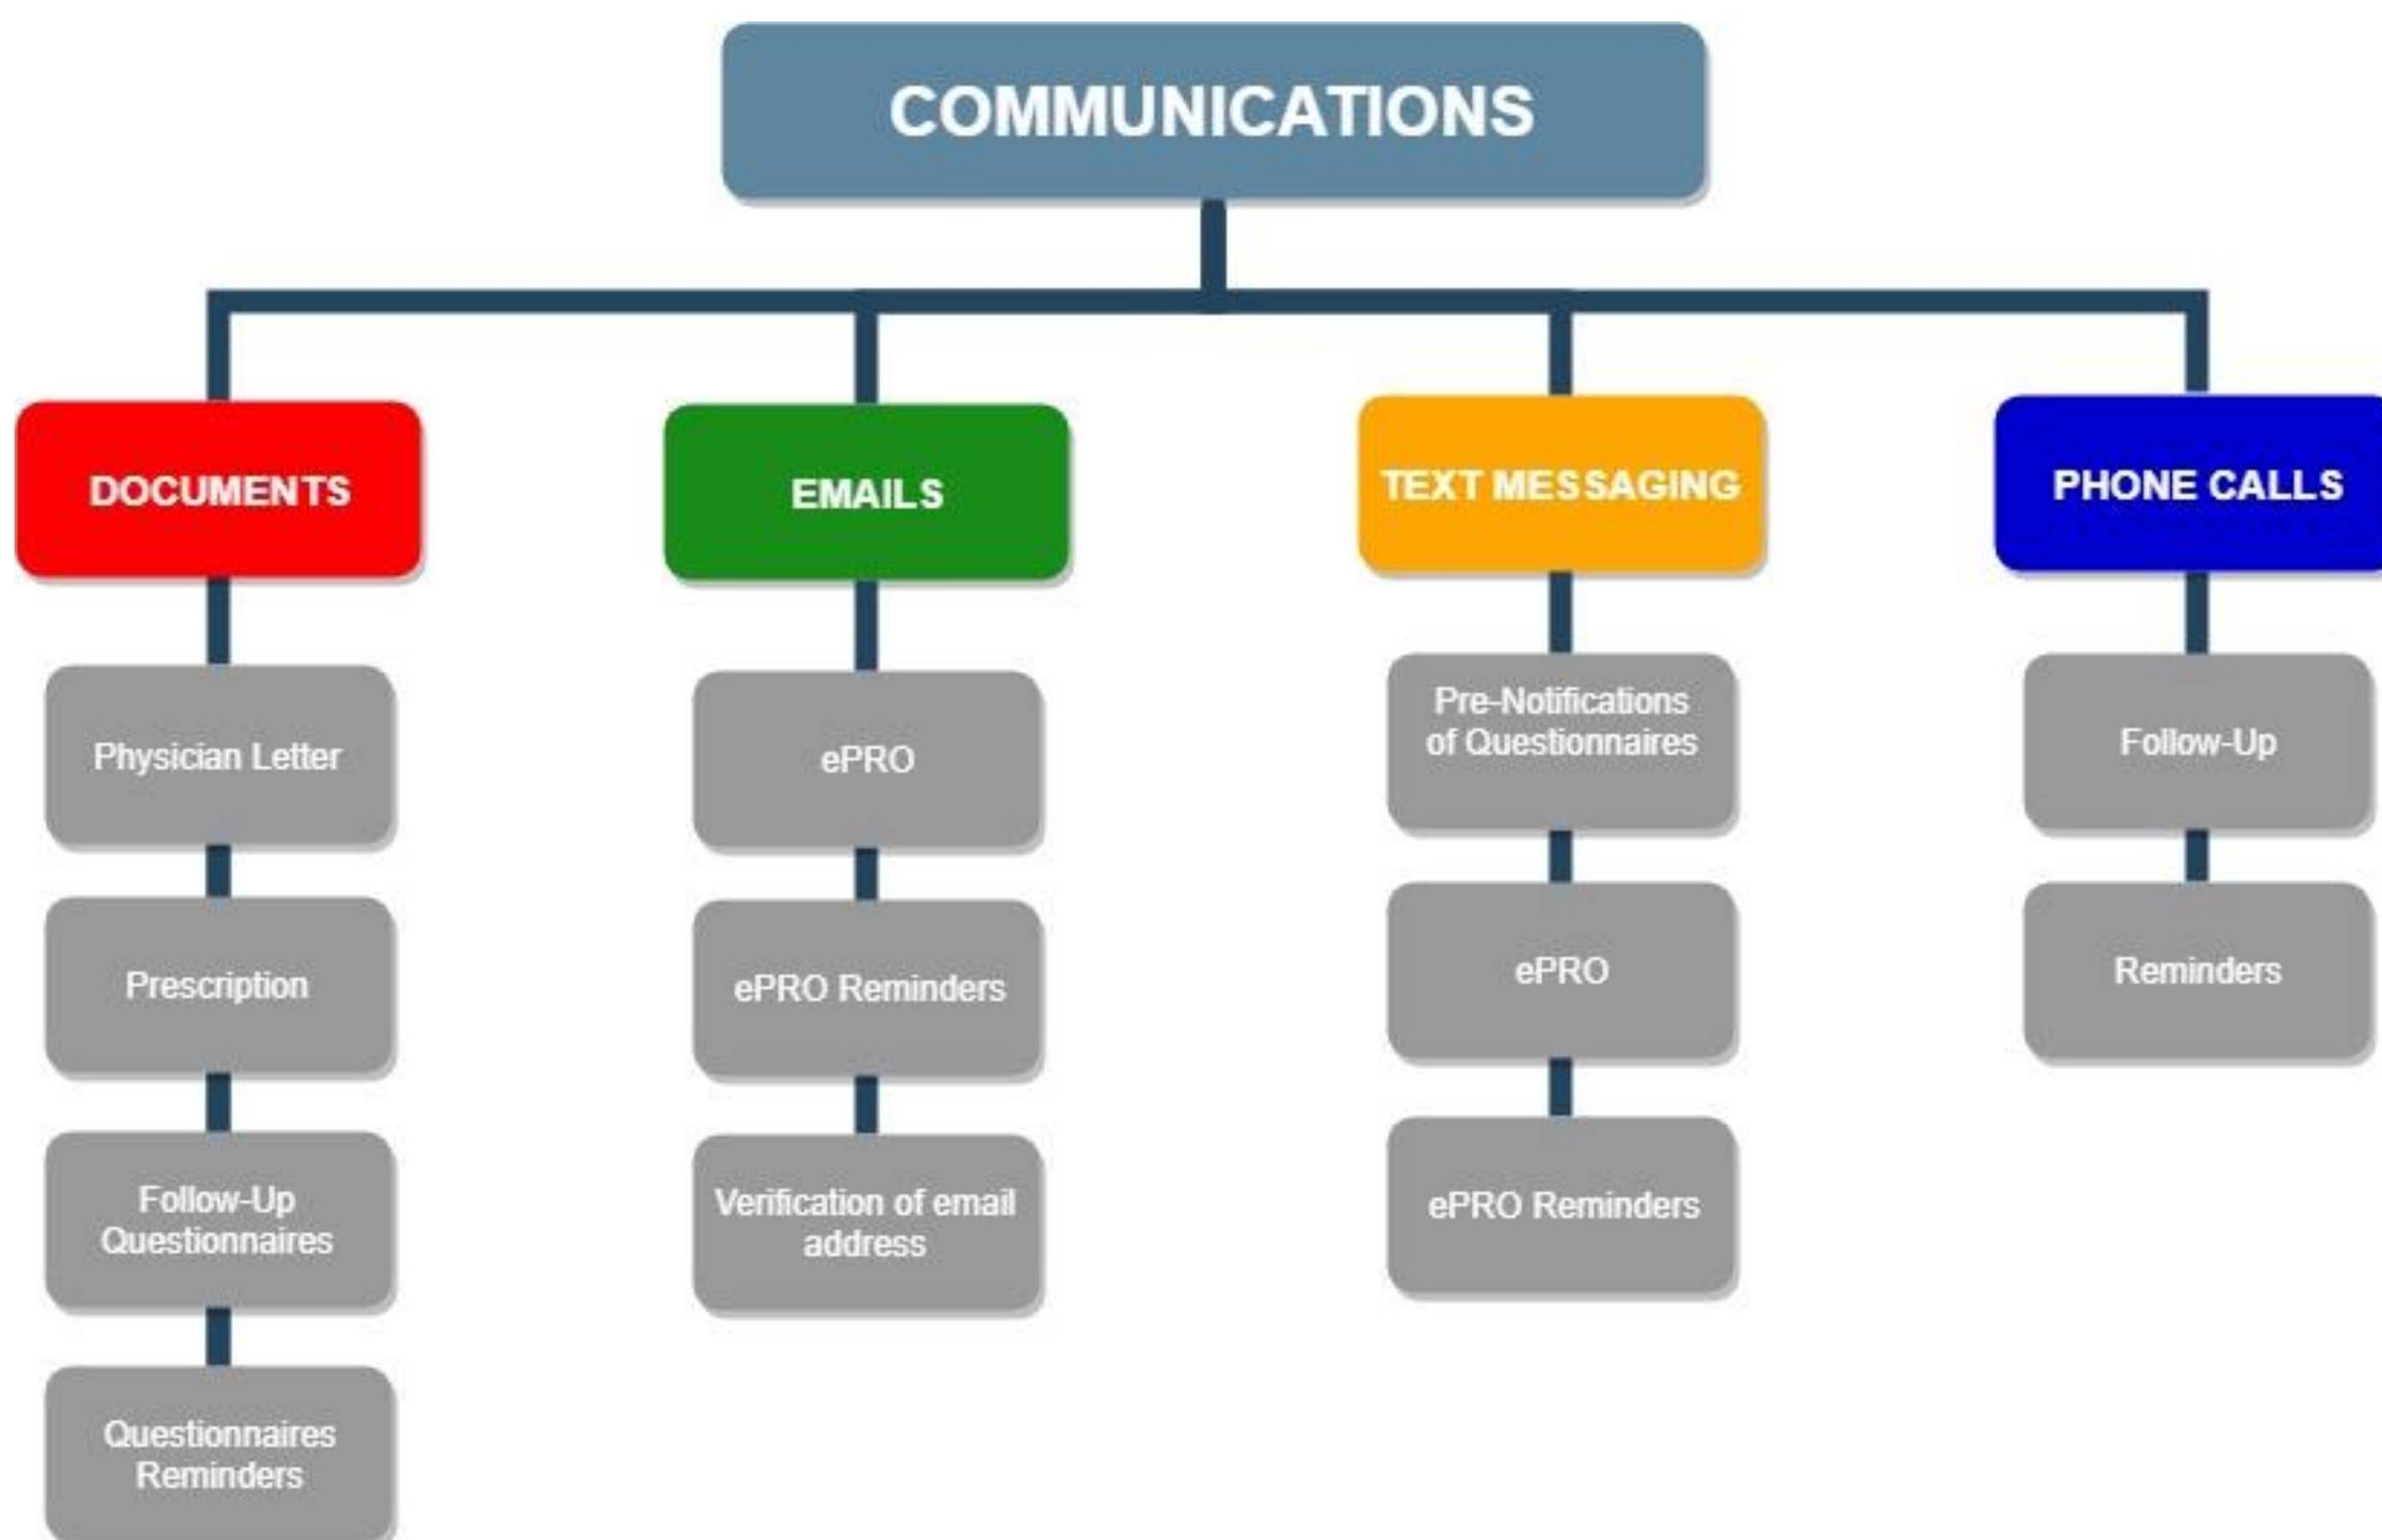 COMMUNICATIONS
DOCUMENTS
Physician Letter
Prescription
Follow-Up
Questionnaires
Questionnaires
Reminders
EMAILS
ePRO
ePRO Reminders
Verification of email
address
TEXT MESSAGING
Pre-Notifications
of Questionnaires
ePRO
ePRO Reminders
PHONE CALLS
Follow-Up
Reminders